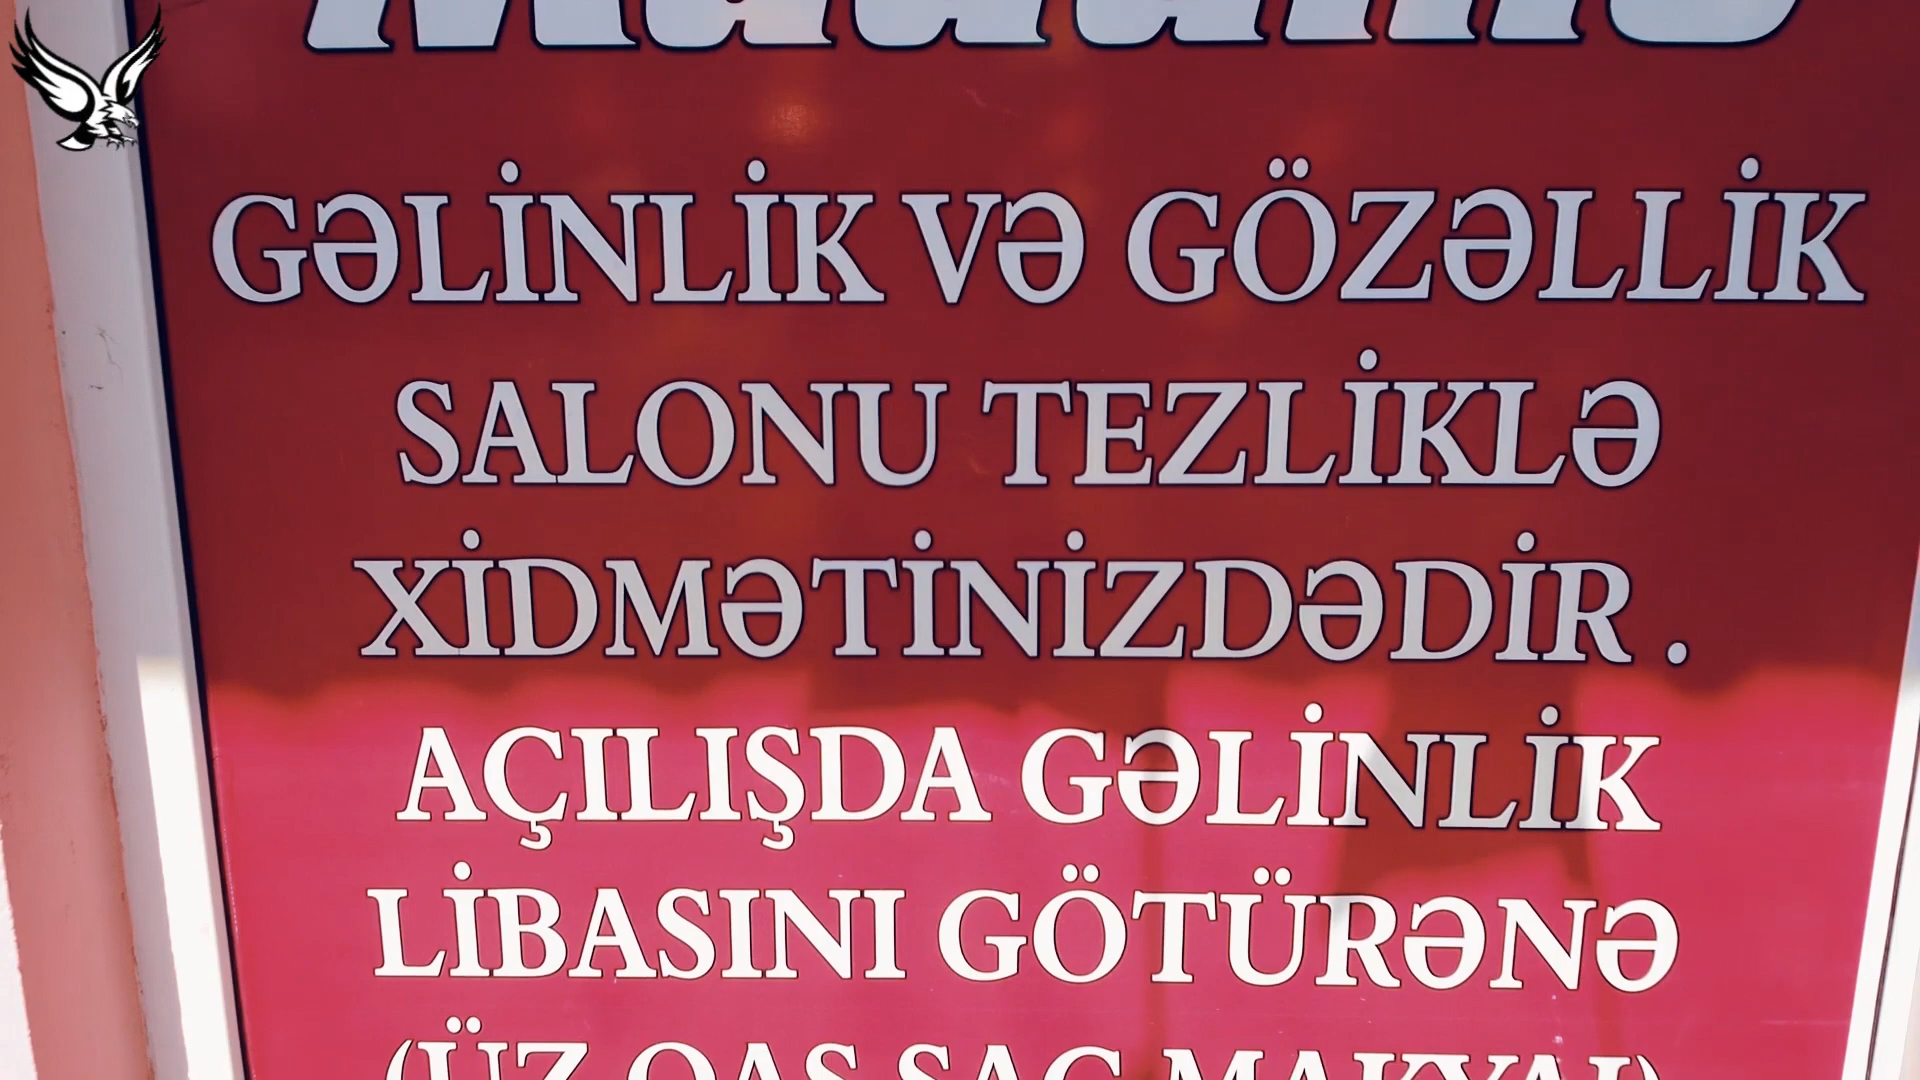 GƏLİNLİK VƏ GÖZƏLLİK
SALONU TEZLİKLƏ
XİDMƏTİNİZDƏDİR .
AÇILIŞDA GƏLİNLİK
LİBASINI GÖTÜRƏNƏ
(ÜZ QAŞ SAÇ MAKYAJ)